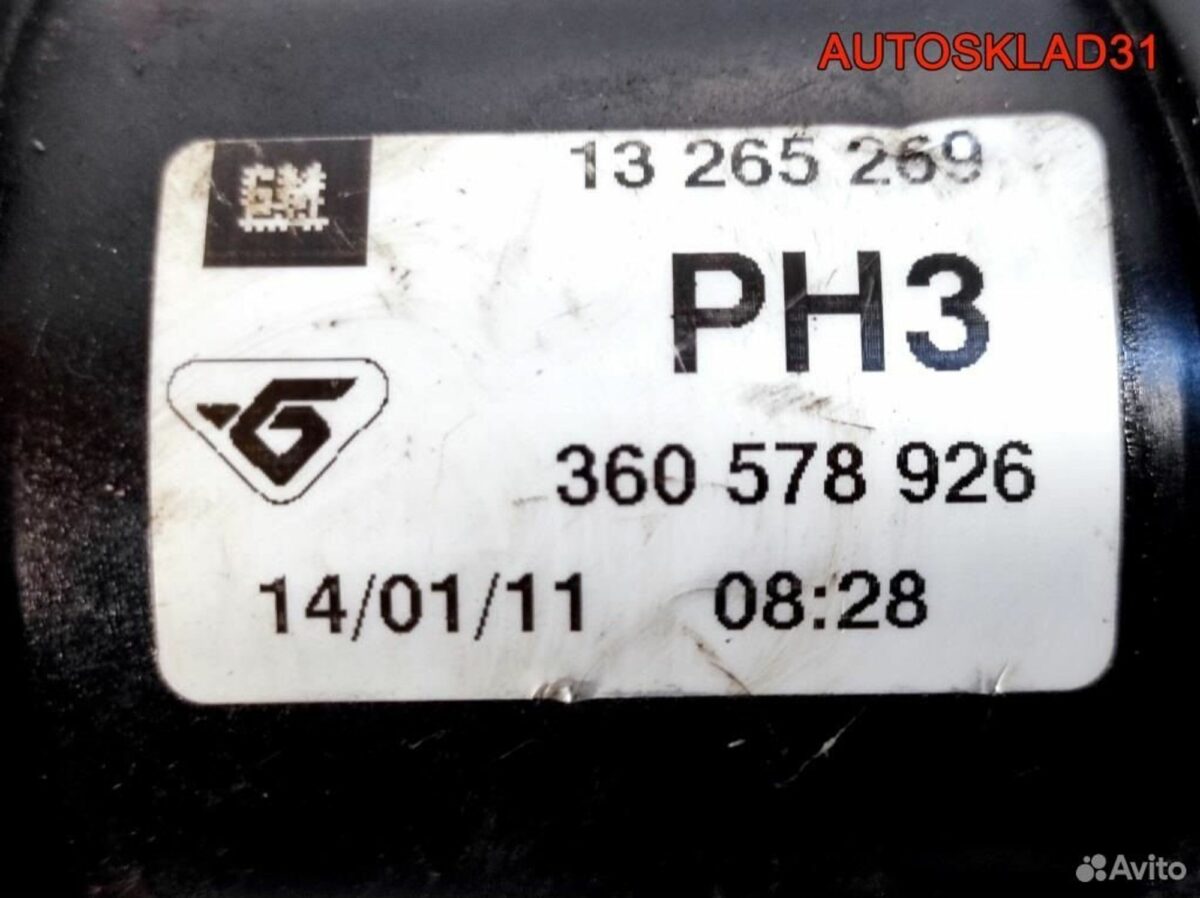 AUTOSKLAD31
13 265 269
PH3
G
360 578 926
14/01/11 08:28
Avito